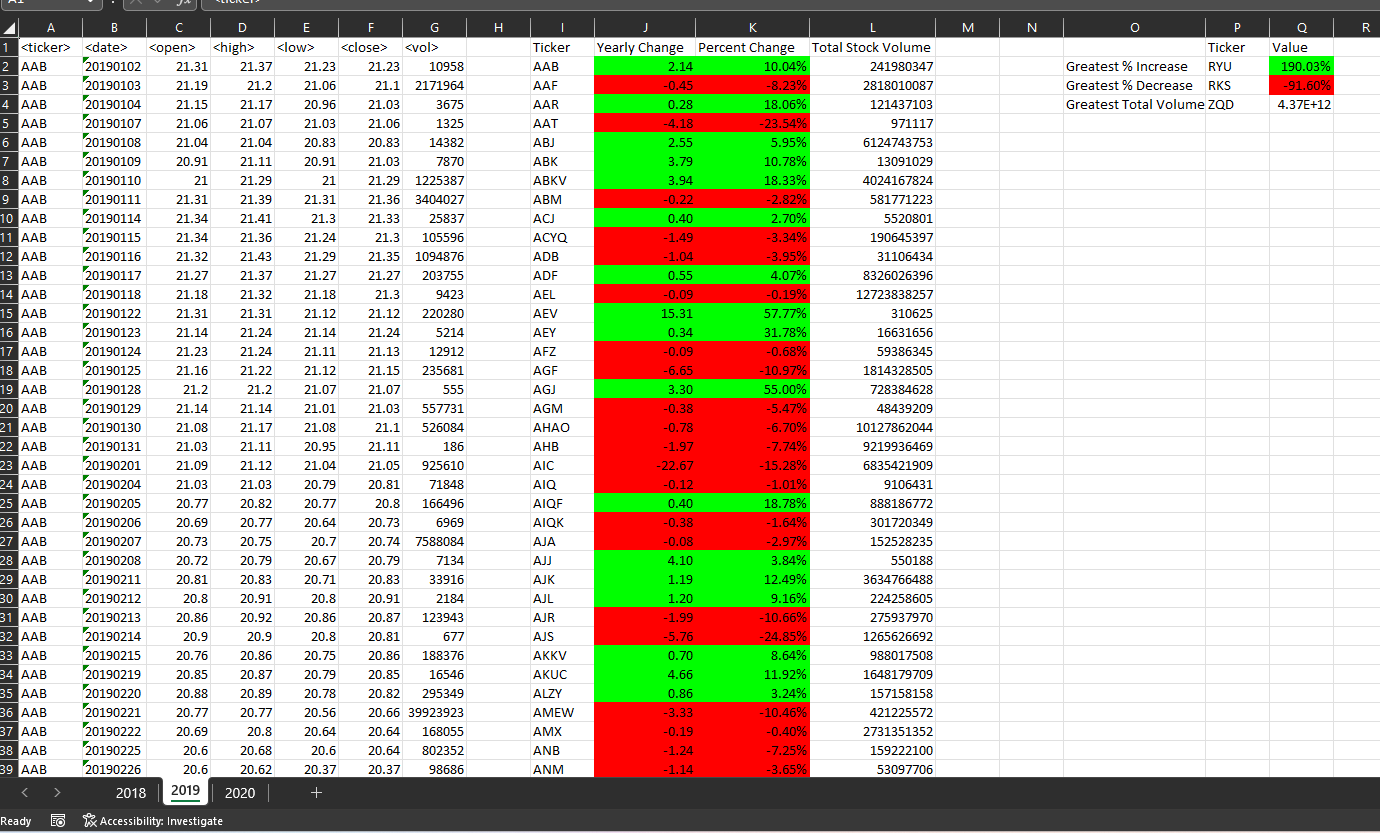 A B C D E F G H I J K L M N O P Q R
1 <ticker> <date> <open> <high> <low> <close> <vol> Ticker Yearly Change Percent Change Total Stock Volume Ticker Value
2 AAB 20190102 21.31 21.37 21.23 21.23 10958 AAB 2.14 10.04% 241980347 Greatest % Increase RYU 190.03%
3 AAB 20190103 21.19 21.2 21.06 21.1 2171964 AAF -0.45 -8.23% 2818010087 Greatest % Decrease RKS -91.60%
4 AAB 20190104 21.15 21.17 20.96 21.03 3675 AAR 0.28 18.06% 121437103 Greatest Total Volume ZQD 4.37E+12
5 AAB 20190107 21.06 21.07 21.03 21.06 1325 AAT -4.18 -23.54% 971117
6 AAB 20190108 21.04 21.04 20.83 20.83 14382 ABJ 2.55 5.95% 6124743753
7 AAB 20190109 20.91 21.11 20.91 21.03 7870 ABK 3.79 10.78% 13091029
8 AAB 20190110 21 21.29 21 21.29 1225387 ABKV 3.94 18.33% 4024167824
9 AAB 20190111 21.31 21.39 21.31 21.36 3404027 ABM -0.22 -2.82% 581771223
10 AAB 20190114 21.34 21.41 21.3 21.33 25837 ACJ 0.40 2.70% 5520801
11 AAB 20190115 21.34 21.36 21.24 21.3 105596 ACYQ -1.49 -3.34% 190645397
12 AAB 20190116 21.32 21.43 21.29 21.35 1094876 ADB -1.04 -3.95% 31106434
13 AAB 20190117 21.27 21.37 21.27 21.27 203755 ADF 0.55 4.07% 8326026396
14 AAB 20190118 21.18 21.32 21.18 21.3 9423 AEL -0.09 -0.19% 12723838257
15 AAB 20190122 21.31 21.31 21.12 21.12 220280 AEV 15.31 57.77% 310625
16 AAB 20190123 21.14 21.24 21.14 21.24 5214 AEY 0.34 31.78% 16631656
17 AAB 20190124 21.23 21.24 21.11 21.13 12912 AFZ -0.09 -0.68% 59386345
18 AAB 20190125 21.16 21.22 21.12 21.15 235681 AGF -6.65 -10.97% 1814328505
19 AAB 20190128 21.2 21.2 21.07 21.07 555 AGJ 3.30 55.00% 728384628
20 AAB 20190129 21.14 21.14 21.01 21.03 557731 AGM -0.38 -5.47% 48439209
21 AAB 20190130 21.08 21.17 21.08 21.1 526084 AHAO -0.78 -6.70% 10127862044
22 AAB 20190131 21.03 21.11 20.95 21.11 186 AHB -1.97 -7.74% 9219936469
23 AAB 20190201 21.09 21.12 21.04 21.05 925610 AIC -22.67 -15.28% 6835421909
24 AAB 20190204 21.03 21.03 20.79 20.81 71848 AIQ -0.12 -1.01% 9106431
25 AAB 20190205 20.77 20.82 20.77 20.8 166496 AIQF 0.40 18.78% 888186772
26 AAB 20190206 20.69 20.77 20.64 20.73 6969 AIQK -0.38 -1.64% 301720349
27 AAB 20190207 20.73 20.75 20.7 20.74 7588084 AJA -0.08 -2.97% 152528235
28 AAB 20190208 20.72 20.79 20.67 20.79 7134 AJJ 4.10 3.84% 550188
29 AAB 20190211 20.81 20.83 20.71 20.83 33916 AJK 1.19 12.49% 3634766488
30 AAB 20190212 20.8 20.91 20.8 20.91 2184 AJL 1.20 9.16% 224258605
31 AAB 20190213 20.86 20.92 20.86 20.87 123943 AJR -1.99 -10.66% 275937970
32 AAB 20190214 20.9 20.9 20.8 20.81 677 AJS -5.76 -24.85% 1265626692
33 AAB 20190215 20.76 20.86 20.75 20.86 188376 AKKV 0.70 8.64% 988017508
34 AAB 20190219 20.85 20.87 20.79 20.85 16546 AKUC 4.66 11.92% 1648179709
35 AAB 20190220 20.88 20.89 20.78 20.82 295349 ALZY 0.86 3.24% 157158158
36 AAB 20190221 20.77 20.77 20.56 20.66 39923923 AMEW -3.33 -10.46% 421225572
37 AAB 20190222 20.69 20.8 20.64 20.64 168055 AMX -0.19 -0.40% 2731351352
38 AAB 20190225 20.6 20.68 20.6 20.64 802352 ANB -1.24 -7.25% 159222100
39 AAB 20190226 20.6 20.62 20.37 20.37 98686 ANM -1.14 -3.65% 53097706
2018 2019 2020 +
Ready Accessibility: Investigate